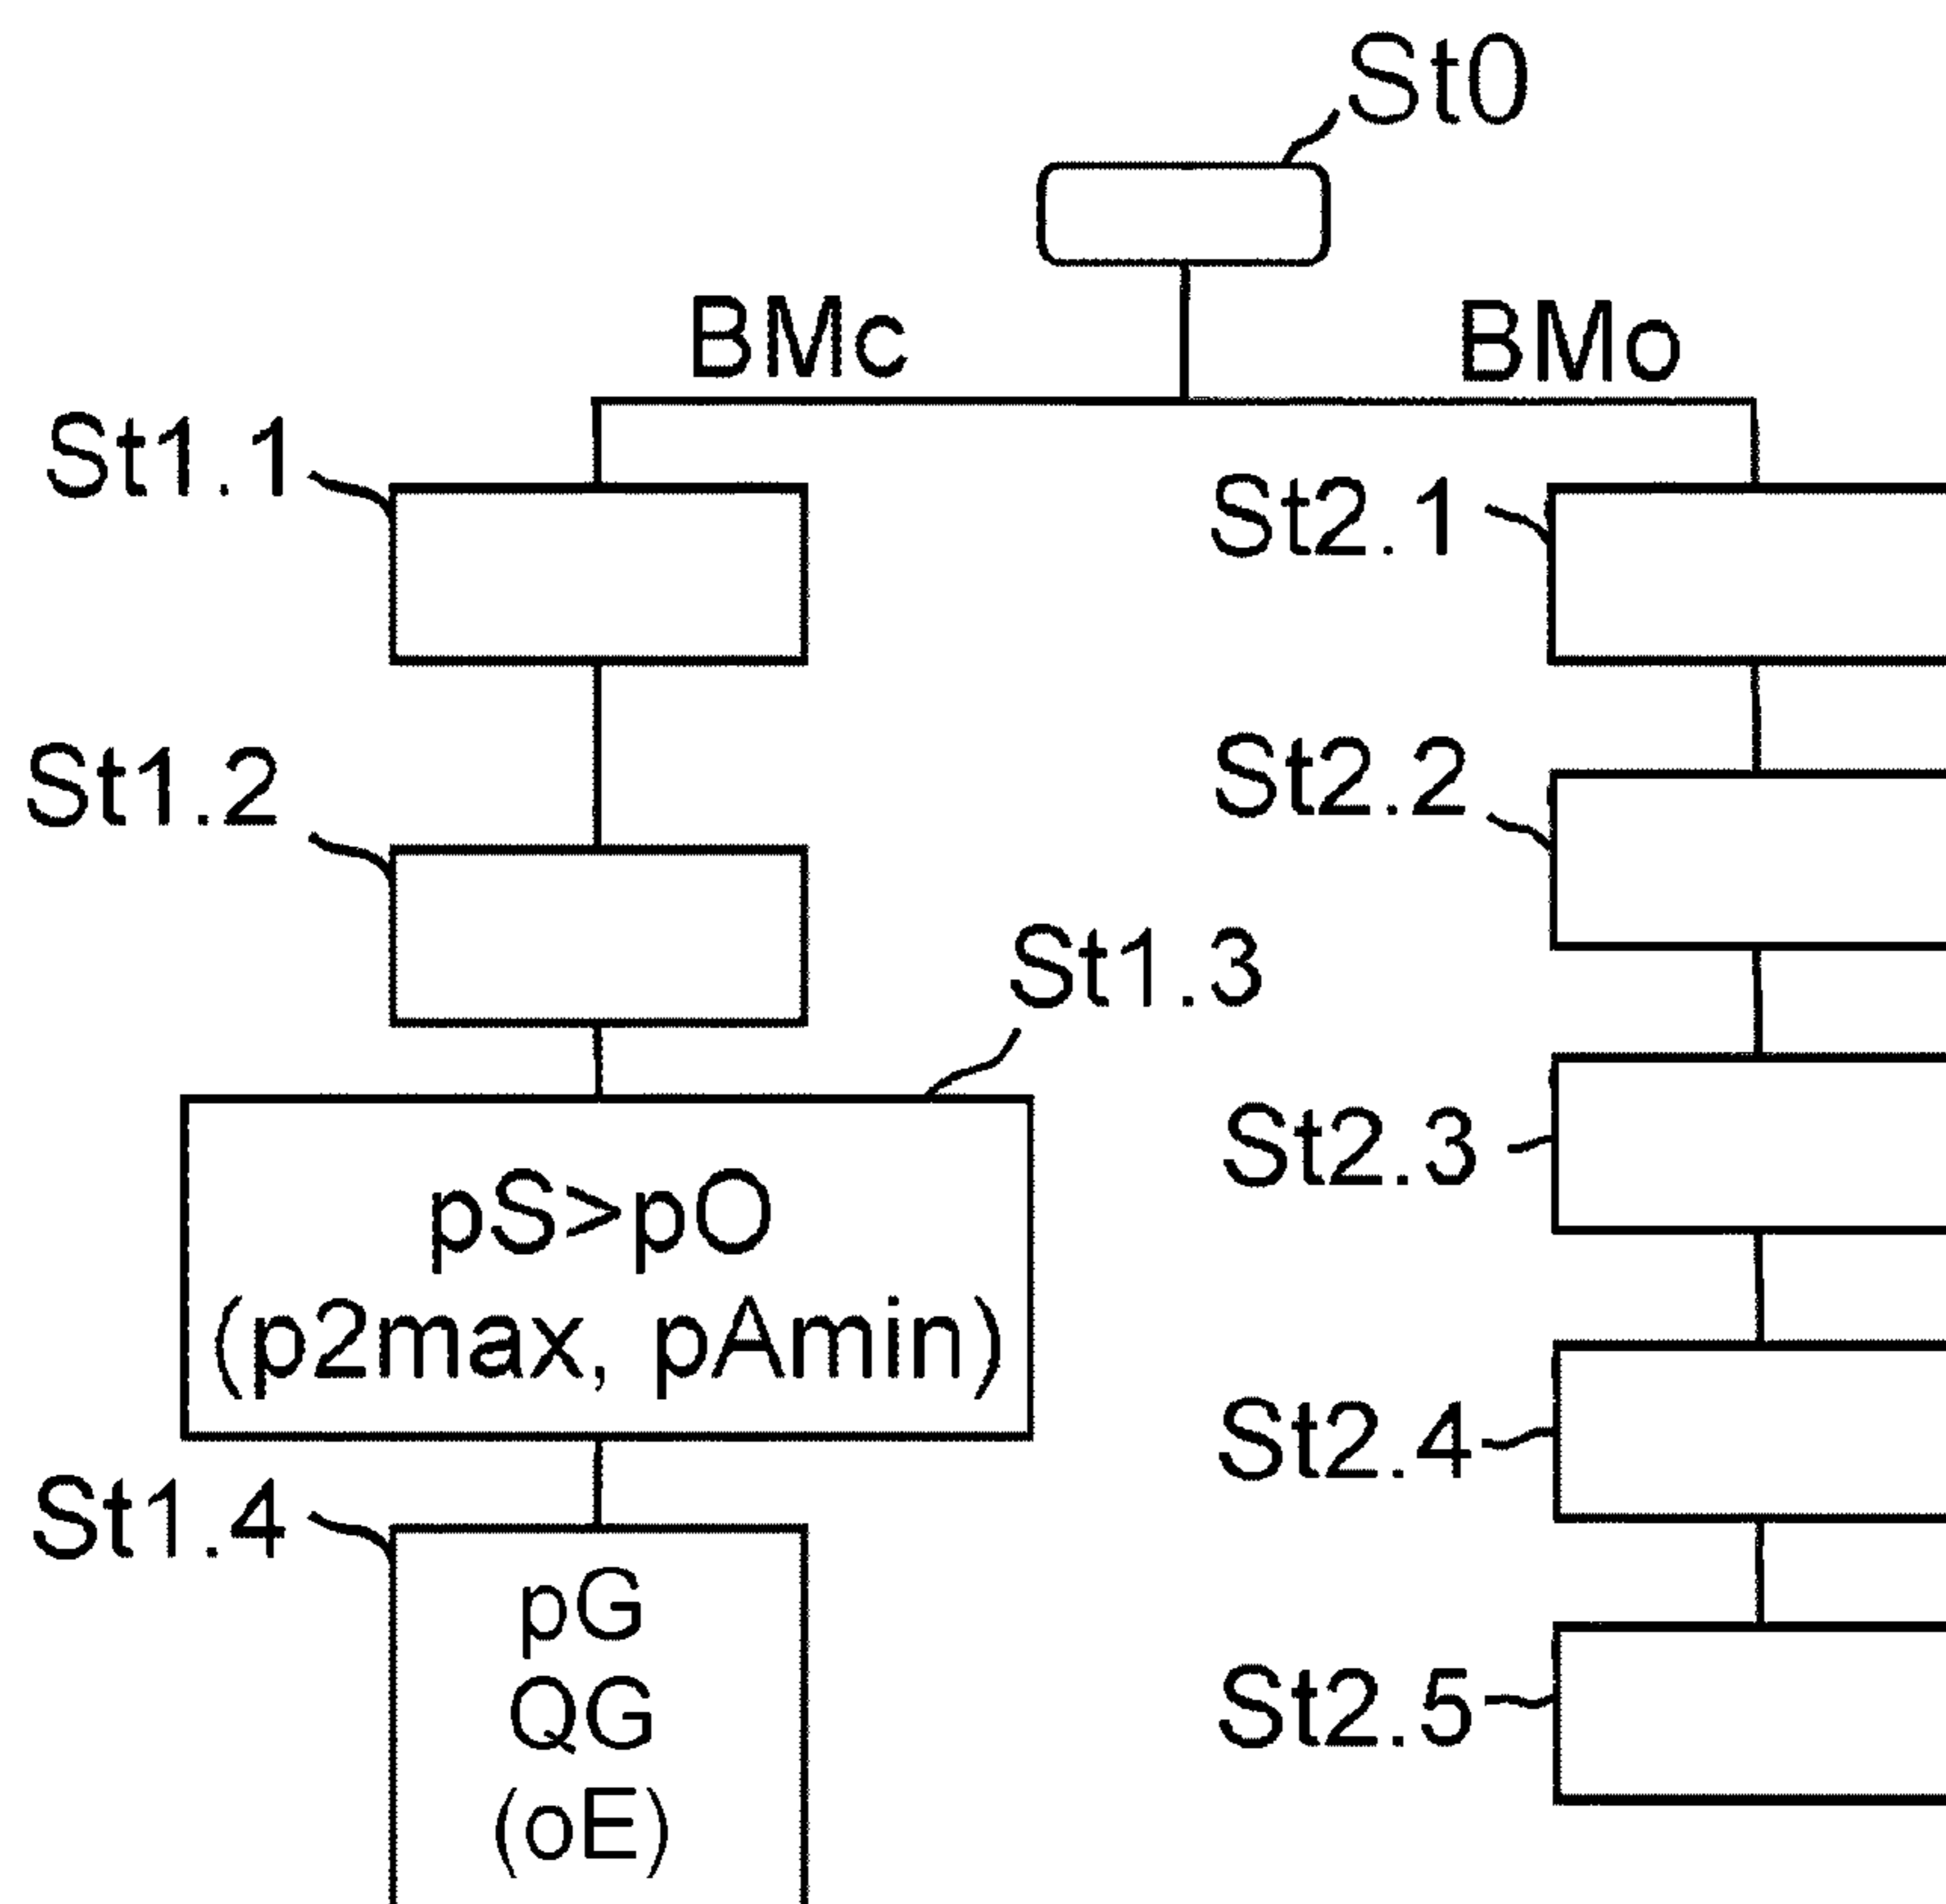 St0
BMc
BMo
St1.1
St2.1
St1.2
St2.2
St1.3
pS>pO
(p2max, pAmin)
St2.3
St1.4
pG
QG
(oE)
St2.4
St2.5